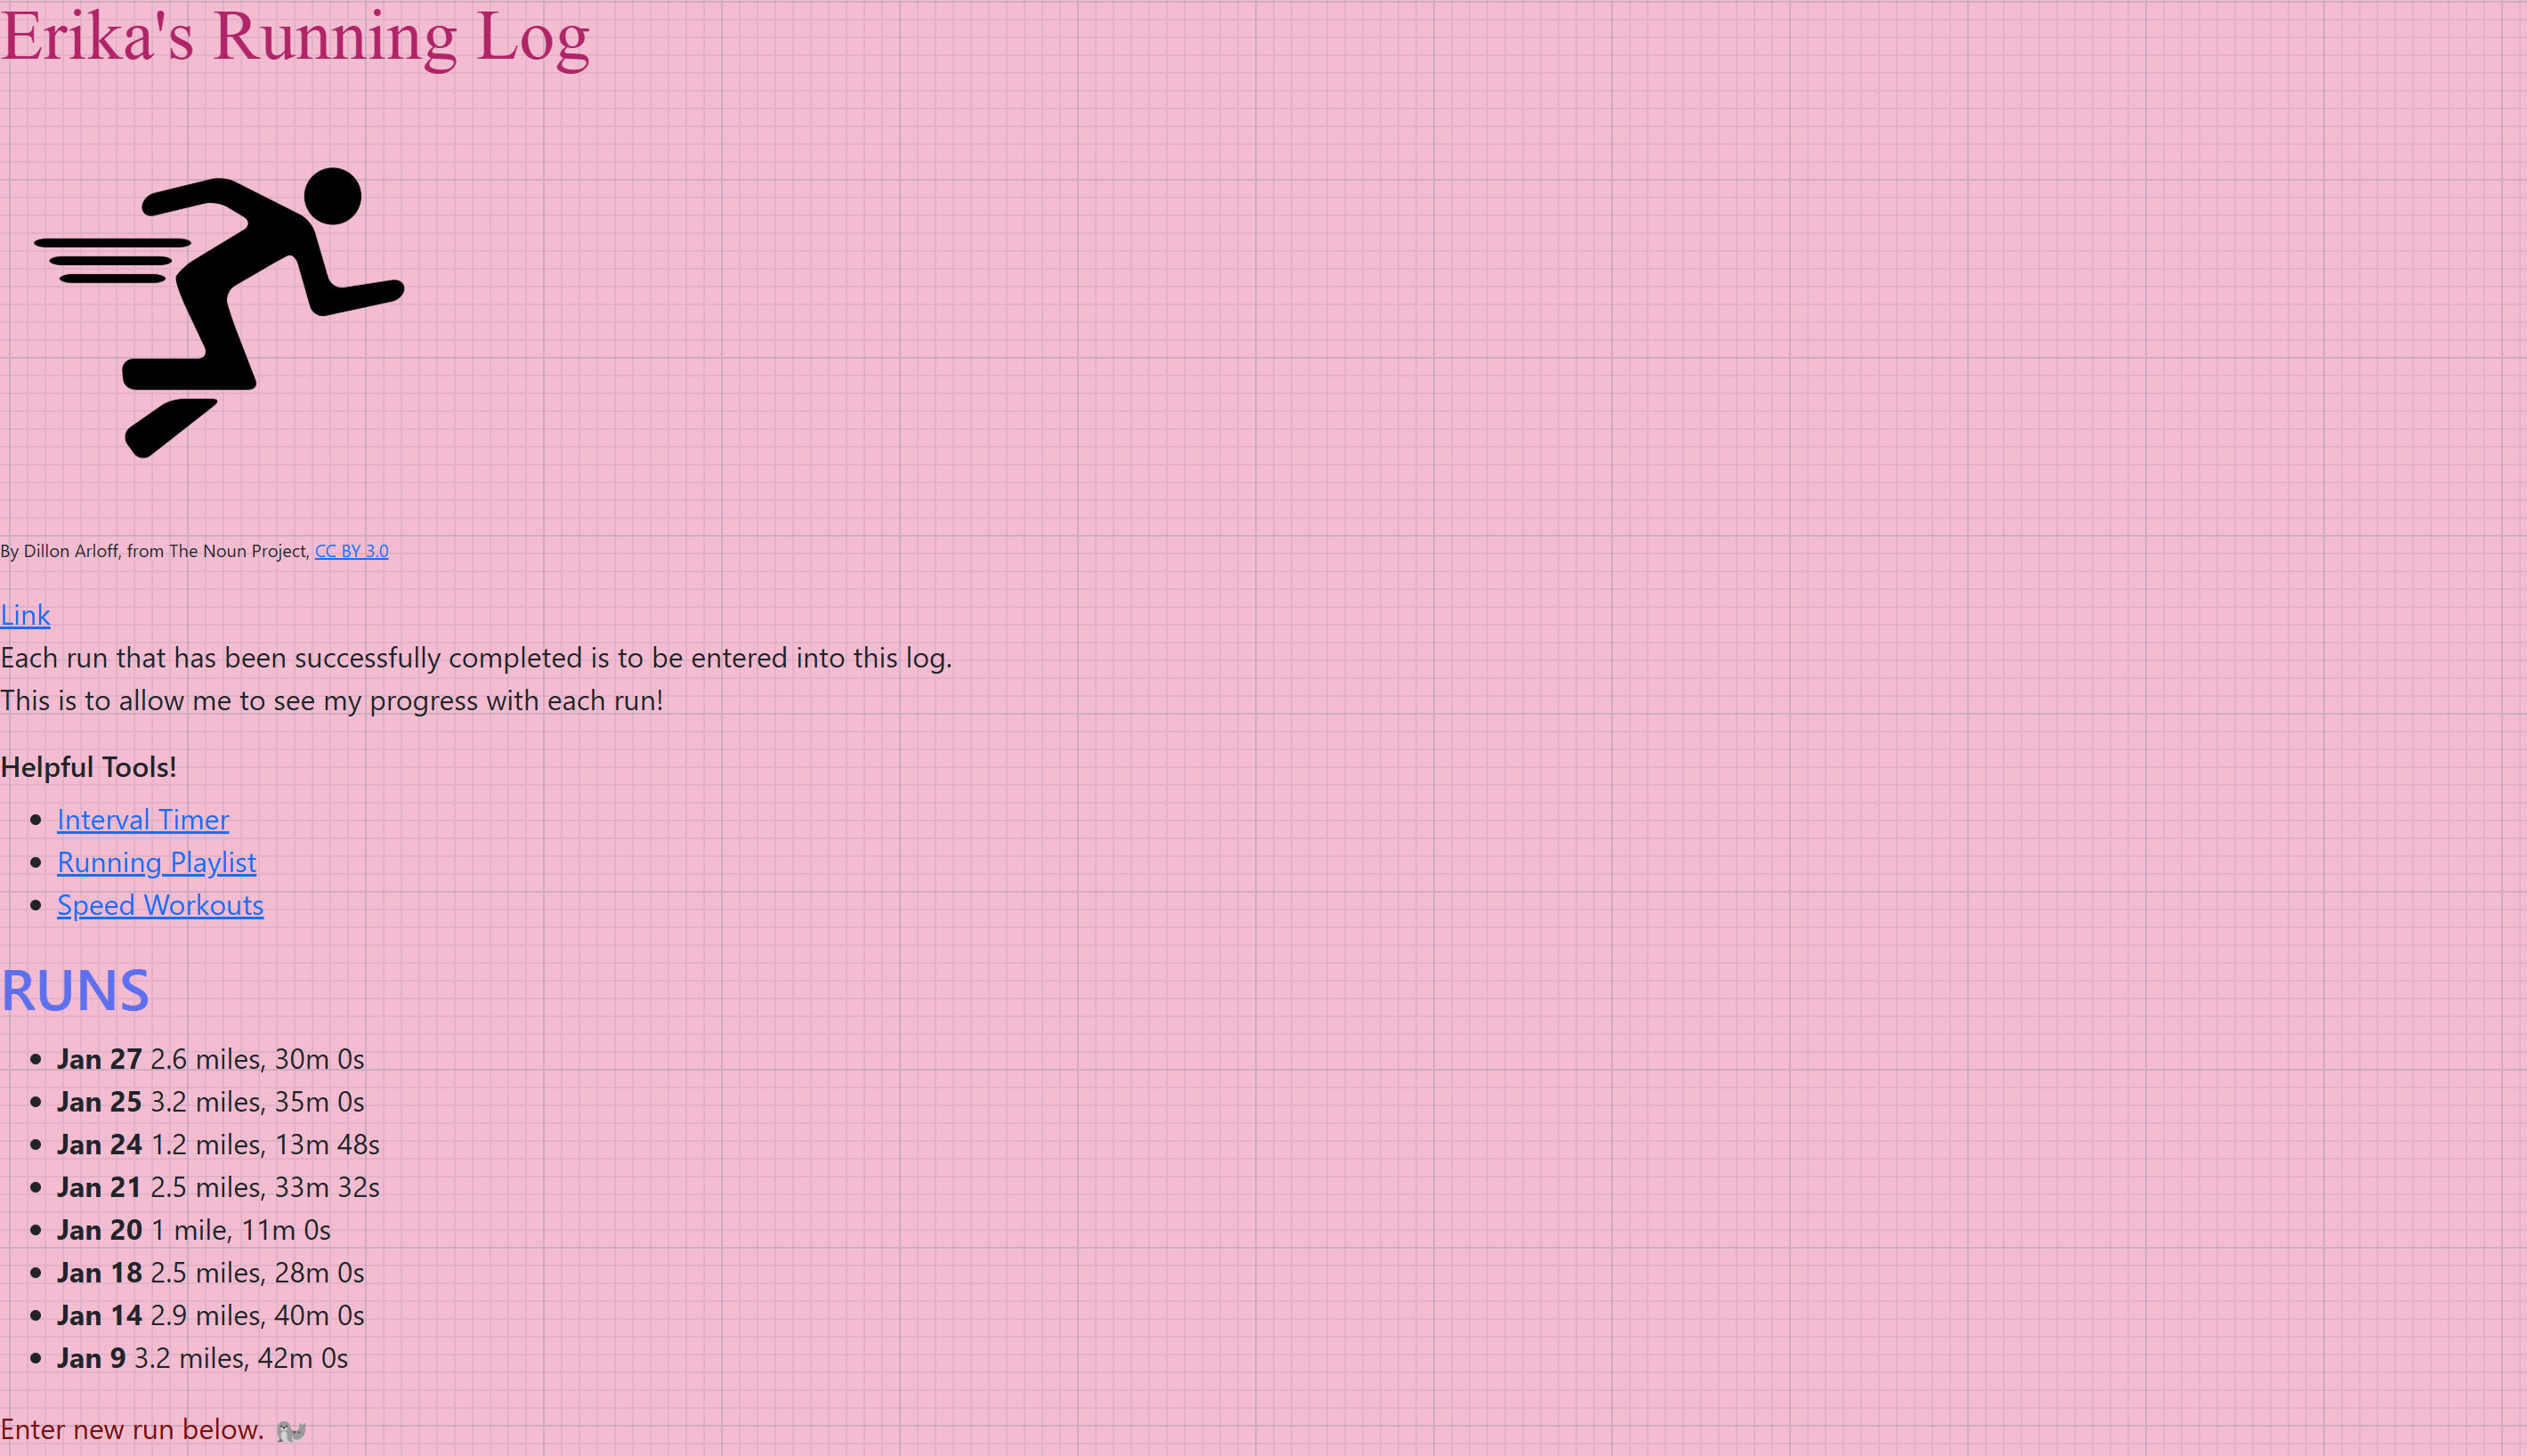 Erika's Running Log
By Dillon Arloff, from The Noun Project, CC BY 3.0
Link
Each run that has been successfully completed is to be entered into this log.
This is to allow me to see my progress with each run!
Helpful Tools!
Interval Timer
Running Playlist
Speed Workouts
RUNS
Jan 27 2.6 miles, 30m 0s
Jan 25 3.2 miles, 35m 0s
Jan 24 1.2 miles, 13m 48s
Jan 21 2.5 miles, 33m 32s
Jan 20 1 mile, 11m 0s
Jan 18 2.5 miles, 28m 0s
Jan 14 2.9 miles, 40m 0s
Jan 9 3.2 miles, 42m 0s
Enter new run below. 🦭